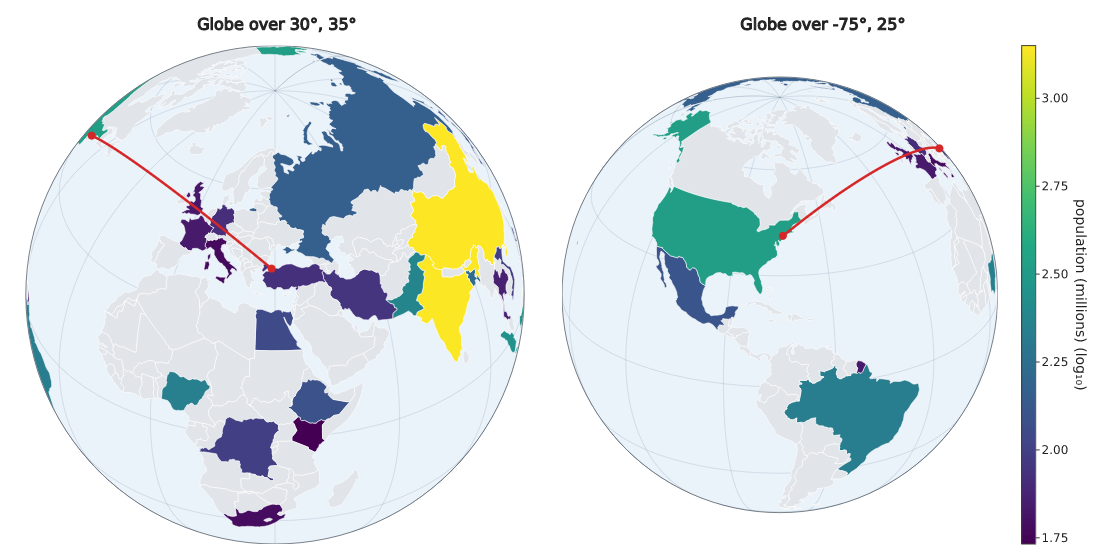 Globe over 30°, 35°
Globe over -75°, 25°
3.00
2.75
2.50
2.25
2.00
1.75
population (millions) (log₁₀)